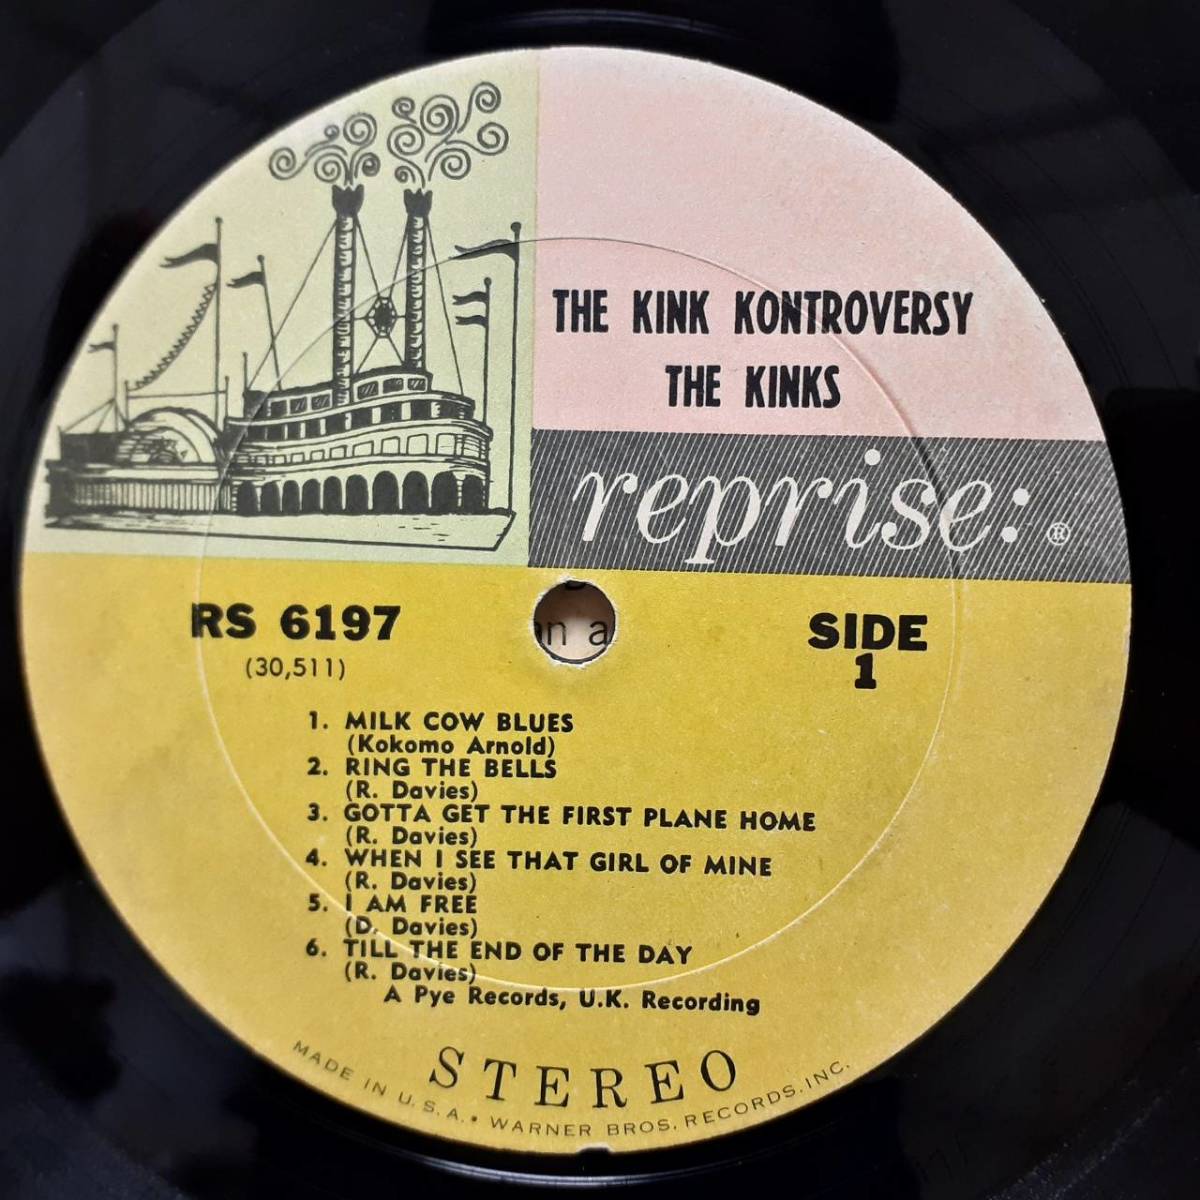 THE KINK KONTROVERSY
THE KINKS
reprise: ®
RS 6197
(30,511)
SIDE
1
n a
1. MILK COW BLUES
(Kokomo Arnold)
2. RING THE BELLS
(R. Davies)
3. GOTTA GET THE FIRST PLANE HOME
(R. Davies)
4. WHEN I SEE THAT GIRL OF MINE
(R. Davies)
5. I AM FREE
(D. Davies)
6. TILL THE END OF THE DAY
(R. Davies)
A Pye Records, U.K. Recording
STEREO
MADE IN U.S.A. • WARNER BROS. RECORDS. INC.